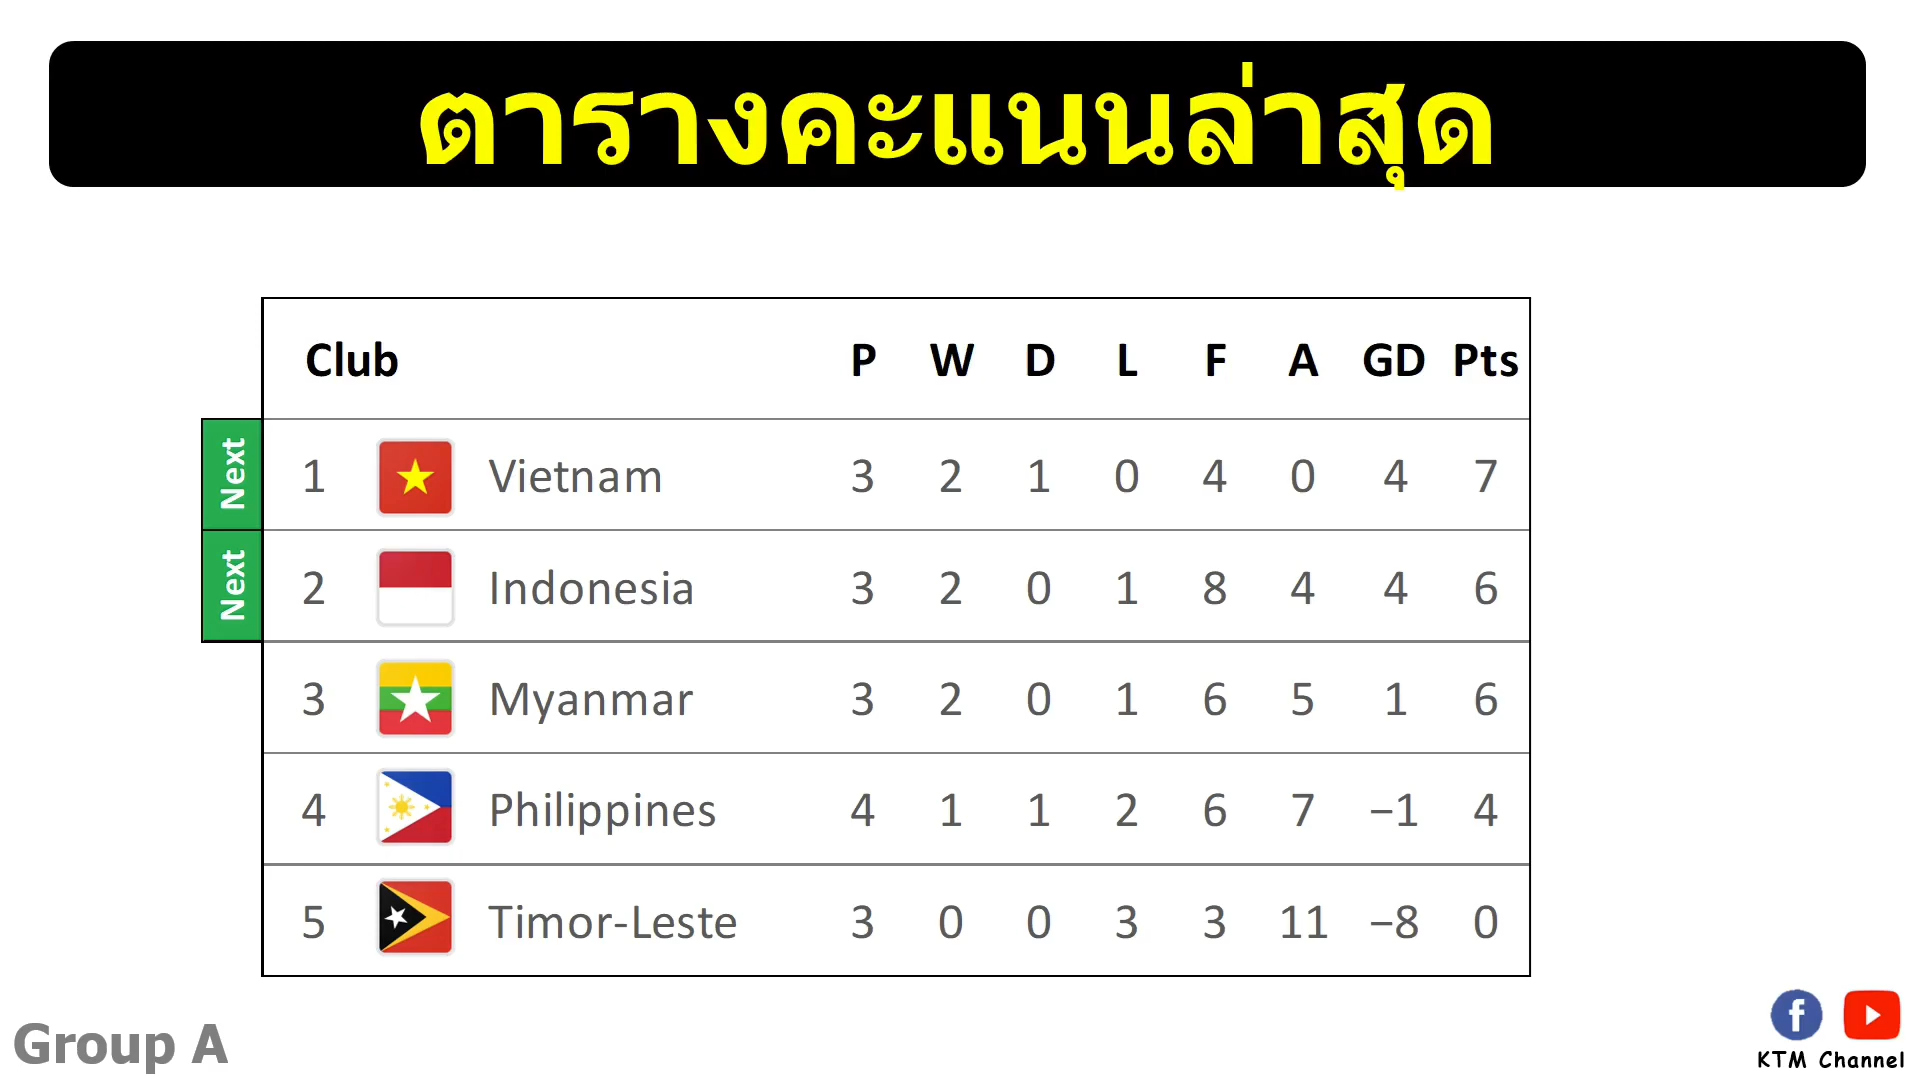 ตารางคะแนนล่าสุด
Club P W D L F A GD Pts
Next 1 Vietnam 3 2 1 0 4 0 4 7
Next 2 Indonesia 3 2 0 1 8 4 4 6
3 Myanmar 3 2 0 1 6 5 1 6
4 Philippines 4 1 1 2 6 7 −1 4
5 Timor-Leste 3 0 0 3 3 11 −8 0
Group A
f
KTM Channel